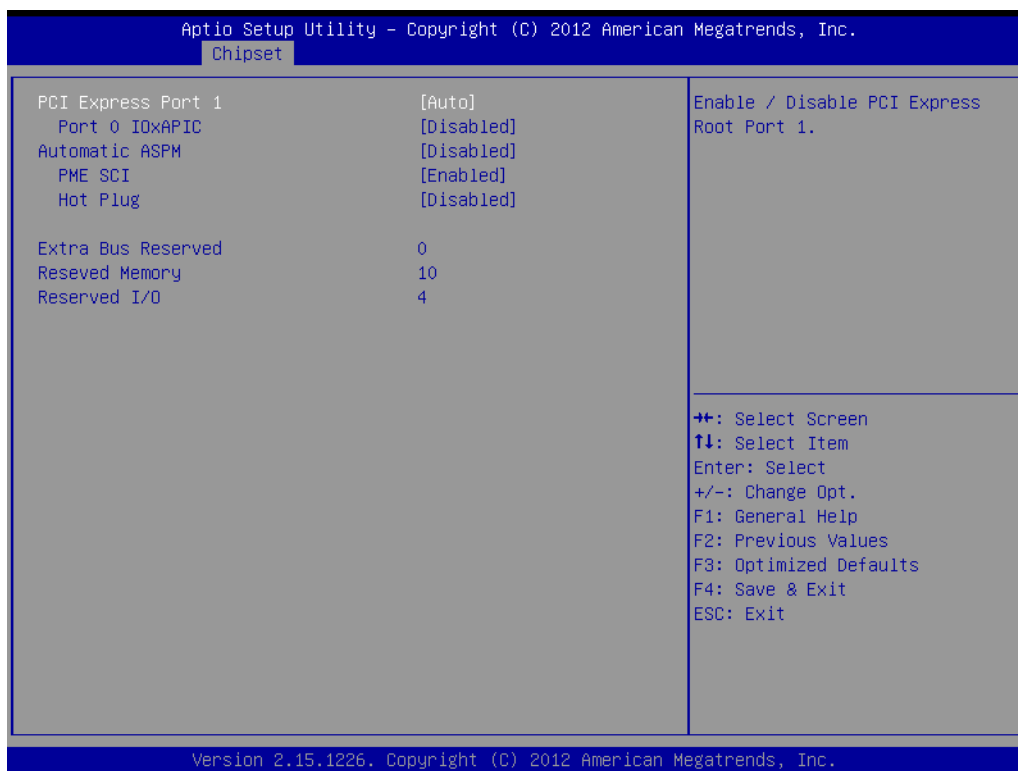 Aptio Setup Utility – Copyright (C) 2012 American Megatrends, Inc.
Chipset
PCI Express Port 1 [Auto]
Port 0 IOxAPIC [Disabled]
Automatic ASPM [Disabled]
PME SCI [Enabled]
Hot Plug [Disabled]
Extra Bus Reserved 0
Reseved Memory 10
Reserved I/O 4
Enable / Disable PCI Express
Root Port 1.
→←: Select Screen
↑↓: Select Item
Enter: Select
+/-: Change Opt.
F1: General Help
F2: Previous Values
F3: Optimized Defaults
F4: Save & Exit
ESC: Exit
Version 2.15.1226. Copyright (C) 2012 American Megatrends, Inc.